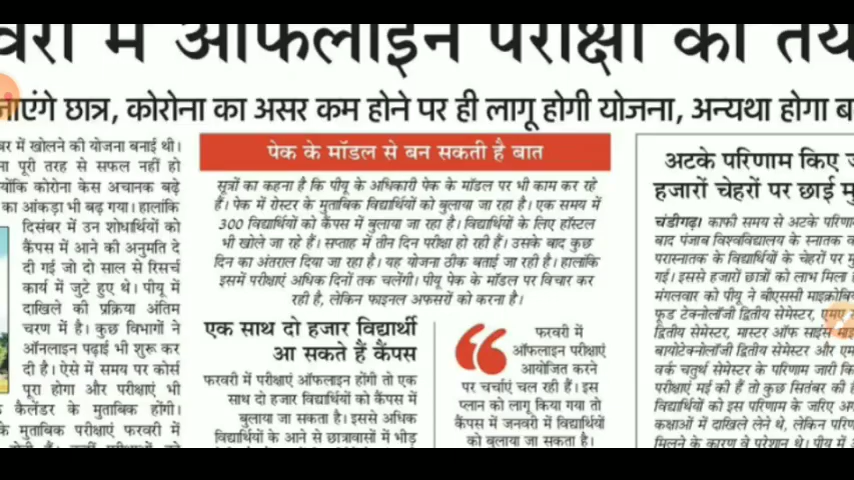 में ऑफलाइन परीक्षा की
जाएंगे छात्र, कोरोना का असर कम होने पर ही लागू होगी योजना, अन्यथा होगा
में खोलने की योजना बनाई थी।
पूरी तरह से सफल नहीं हो
क्योंकि कोरोना केस अचानक बढ़े
का आंकड़ा भी बढ़ गया। हालांकि
दिसंबर में उन शोधार्थियों को
कैंपस में आने की अनुमति दे
दी गई जो दो साल से रिसर्च
कार्य में जुटे हुए थे। पीयू में
दाखिले की प्रक्रिया अंतिम
चरण में है। कुछ विभागों ने
ऑनलाइन पढ़ाई भी शुरू कर
दी है। ऐसे में समय पर कोर्स
पूरा होगा और परीक्षाएं भी
कैलेंडर के मुताबिक होंगी।
के मुताबिक परीक्षाएं फरवरी में
पेक के मॉडल से बन सकती है बात
सूत्रों का कहना है कि पीयू के अधिकारी पेक के मॉडल पर भी काम कर रहे
हैं। पेक में रोस्टर के मुताबिक विद्यार्थियों को बुलाया जा रहा है। एक समय में
300 विद्यार्थियों को कैंपस में बुलाया जा रहा है। विद्यार्थियों के लिए हॉस्टल
भी खोले जा रहे हैं। सप्ताह में तीन दिन परीक्षा हो रही हैं। उसके बाद कुछ
दिन का अंतराल दिया जा रहा है। यह योजना ठीक बताई जा रही है। हालांकि
इसमें परीक्षाएं अधिक दिनों तक चलेंगी। पीयू पेक के मॉडल पर विचार कर
रही है, लेकिन फाइनल अफसरों को करना है।
एक साथ दो हजार विद्यार्थी
आ सकते हैं कैंपस
फरवरी में परीक्षाएं ऑफलाइन होंगी तो एक
साथ दो हजार विद्यार्थियों को कैंपस में
बुलाया जा सकता है। इससे अधिक
विद्यार्थियों के आने से छात्रावासों में भीड़
फरवरी में
ऑफलाइन परीक्षाएं
आयोजित करने
पर चर्चाएं चल रही हैं। इस
प्लान को लागू किया गया तो
कैंपस में जनवरी में विद्यार्थियों
को बुलाया जा सकता है।
अटके परिणाम किए
हजारों चेहरों पर छाई
चंडीगढ़। काफी समय से अटके
बाद पंजाब विश्वविद्यालय के स्नातक
परास्नातक के विद्यार्थियों के चेहरों पर
गई। इससे हजारों छात्रों को लाभ मिला
मंगलवार को पीयू ने बीएससी
फूड टेक्नोलॉजी द्वितीय सेमेस्टर, एमए
द्वितीय सेमेस्टर, मास्टर ऑफ साइंस
बायोटेक्नोलॉजी द्वितीय सेमेस्टर और
वर्क चतुर्थ सेमेस्टर के परिणाम जारी
परीक्षाएं मई को हैं तो कुछ सितंबर की
विद्यार्थियों को इस परिणाम के जरिए
कक्षाओं में दाखिले लेने थे, लेकिन
मिलने के कारण वे परेशान थे। पीयू में